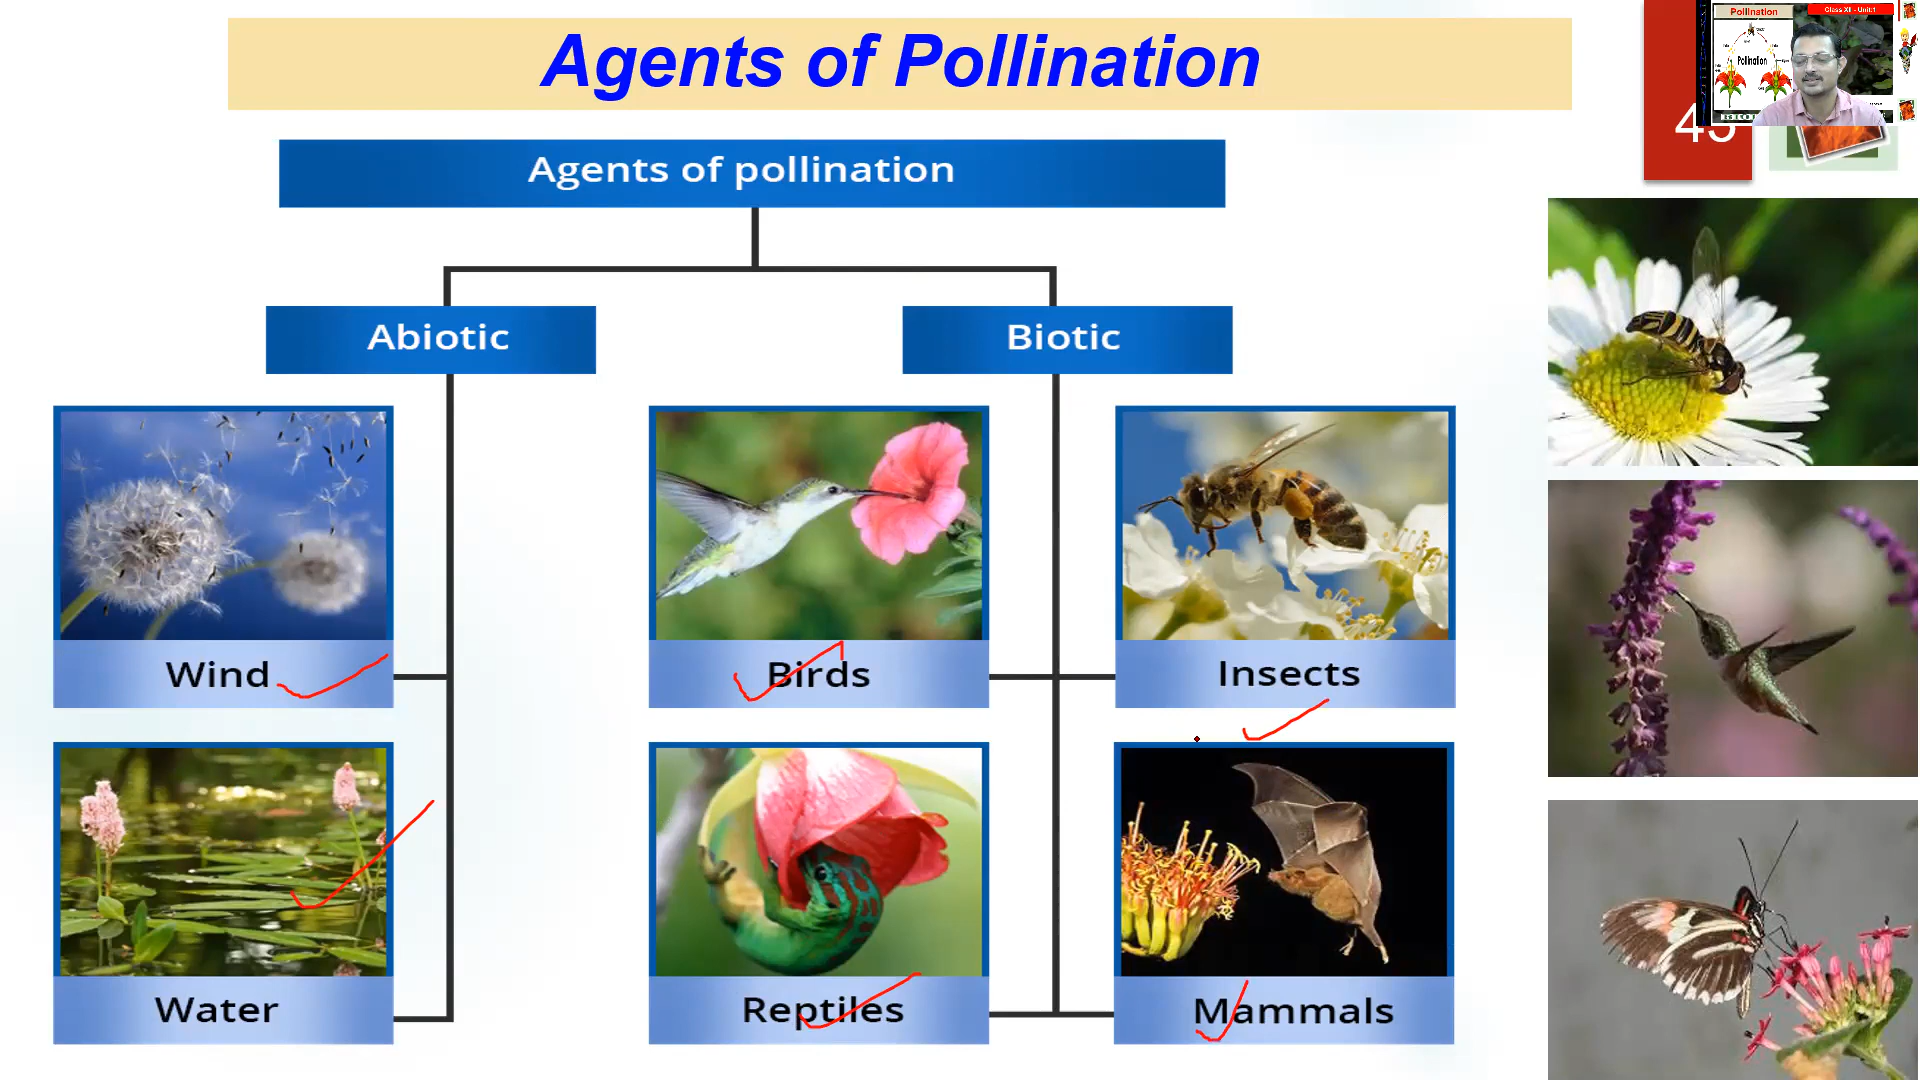 Agents of Pollination
Pollination
Class XII - Unit:1
Pollination
45
Agents of pollination
Abiotic
Biotic
Wind
Birds
Insects
Water
Reptiles
Mammals